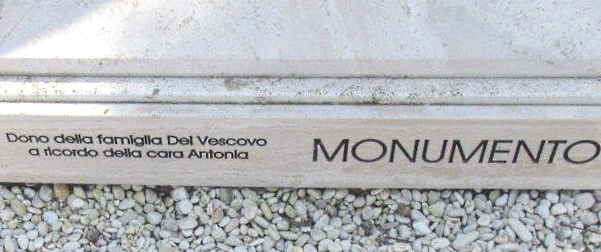 Dono della famiglia Del Vescovo
a ricordo della cara Antonia
MONUMENTO